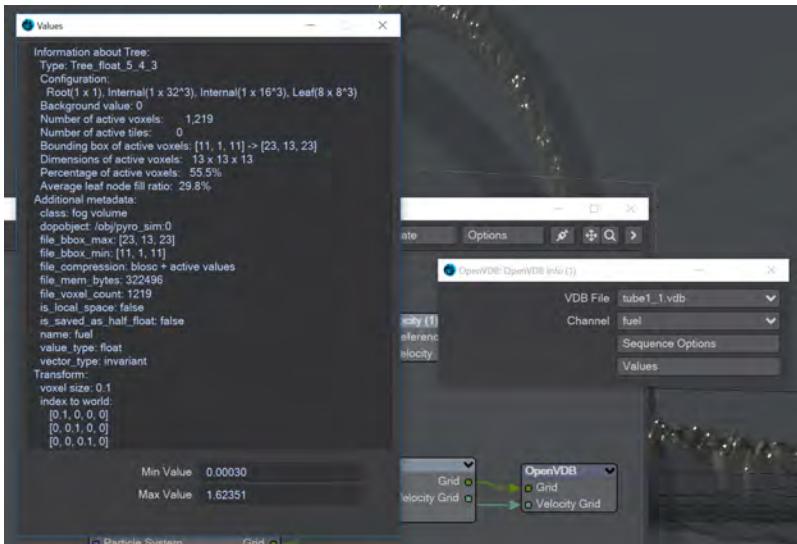 Values
Information about Tree:
Type: Tree_float_5_4_3
Configuration:
Root(1 x 1), Internal(1 x 32^3), Internal(1 x 16^3), Leaf(8 x 8^3)
Background value: 0
Number of active voxels: 1,219
Number of active tiles: 0
Bounding box of active voxels: [11, 1, 11] -> [23, 13, 23]
Dimensions of active voxels: 13 x 13 x 13
Percentage of active voxels: 55.5%
Average leaf node fill ratio: 29.8%
Additional metadata:
class: fog volume
dopobject: /obj/pyro_sim:0
file_bbox_max: [23, 13, 23]
file_bbox_min: [11, 1, 11]
file_compression: blosc + active values
file_mem_bytes: 322496
file_voxel_count: 1219
is_local_space: false
is_saved_as_half_float: false
name: fuel
value_type: float
vector_type: invariant
Transform:
voxel size: 0.1
index to world:
[0.1, 0, 0, 0]
[0, 0.1, 0, 0]
[0, 0, 0.1, 0]
Min Value 0.00030
Max Value 1.62351
Options
OpenVDB: OpenVDB Info (1)
VDB File tube1_1.vdb
Channel fuel
Sequence Options
Values
OpenVDB
Grid
Grid
Velocity Grid
Particle System Grid